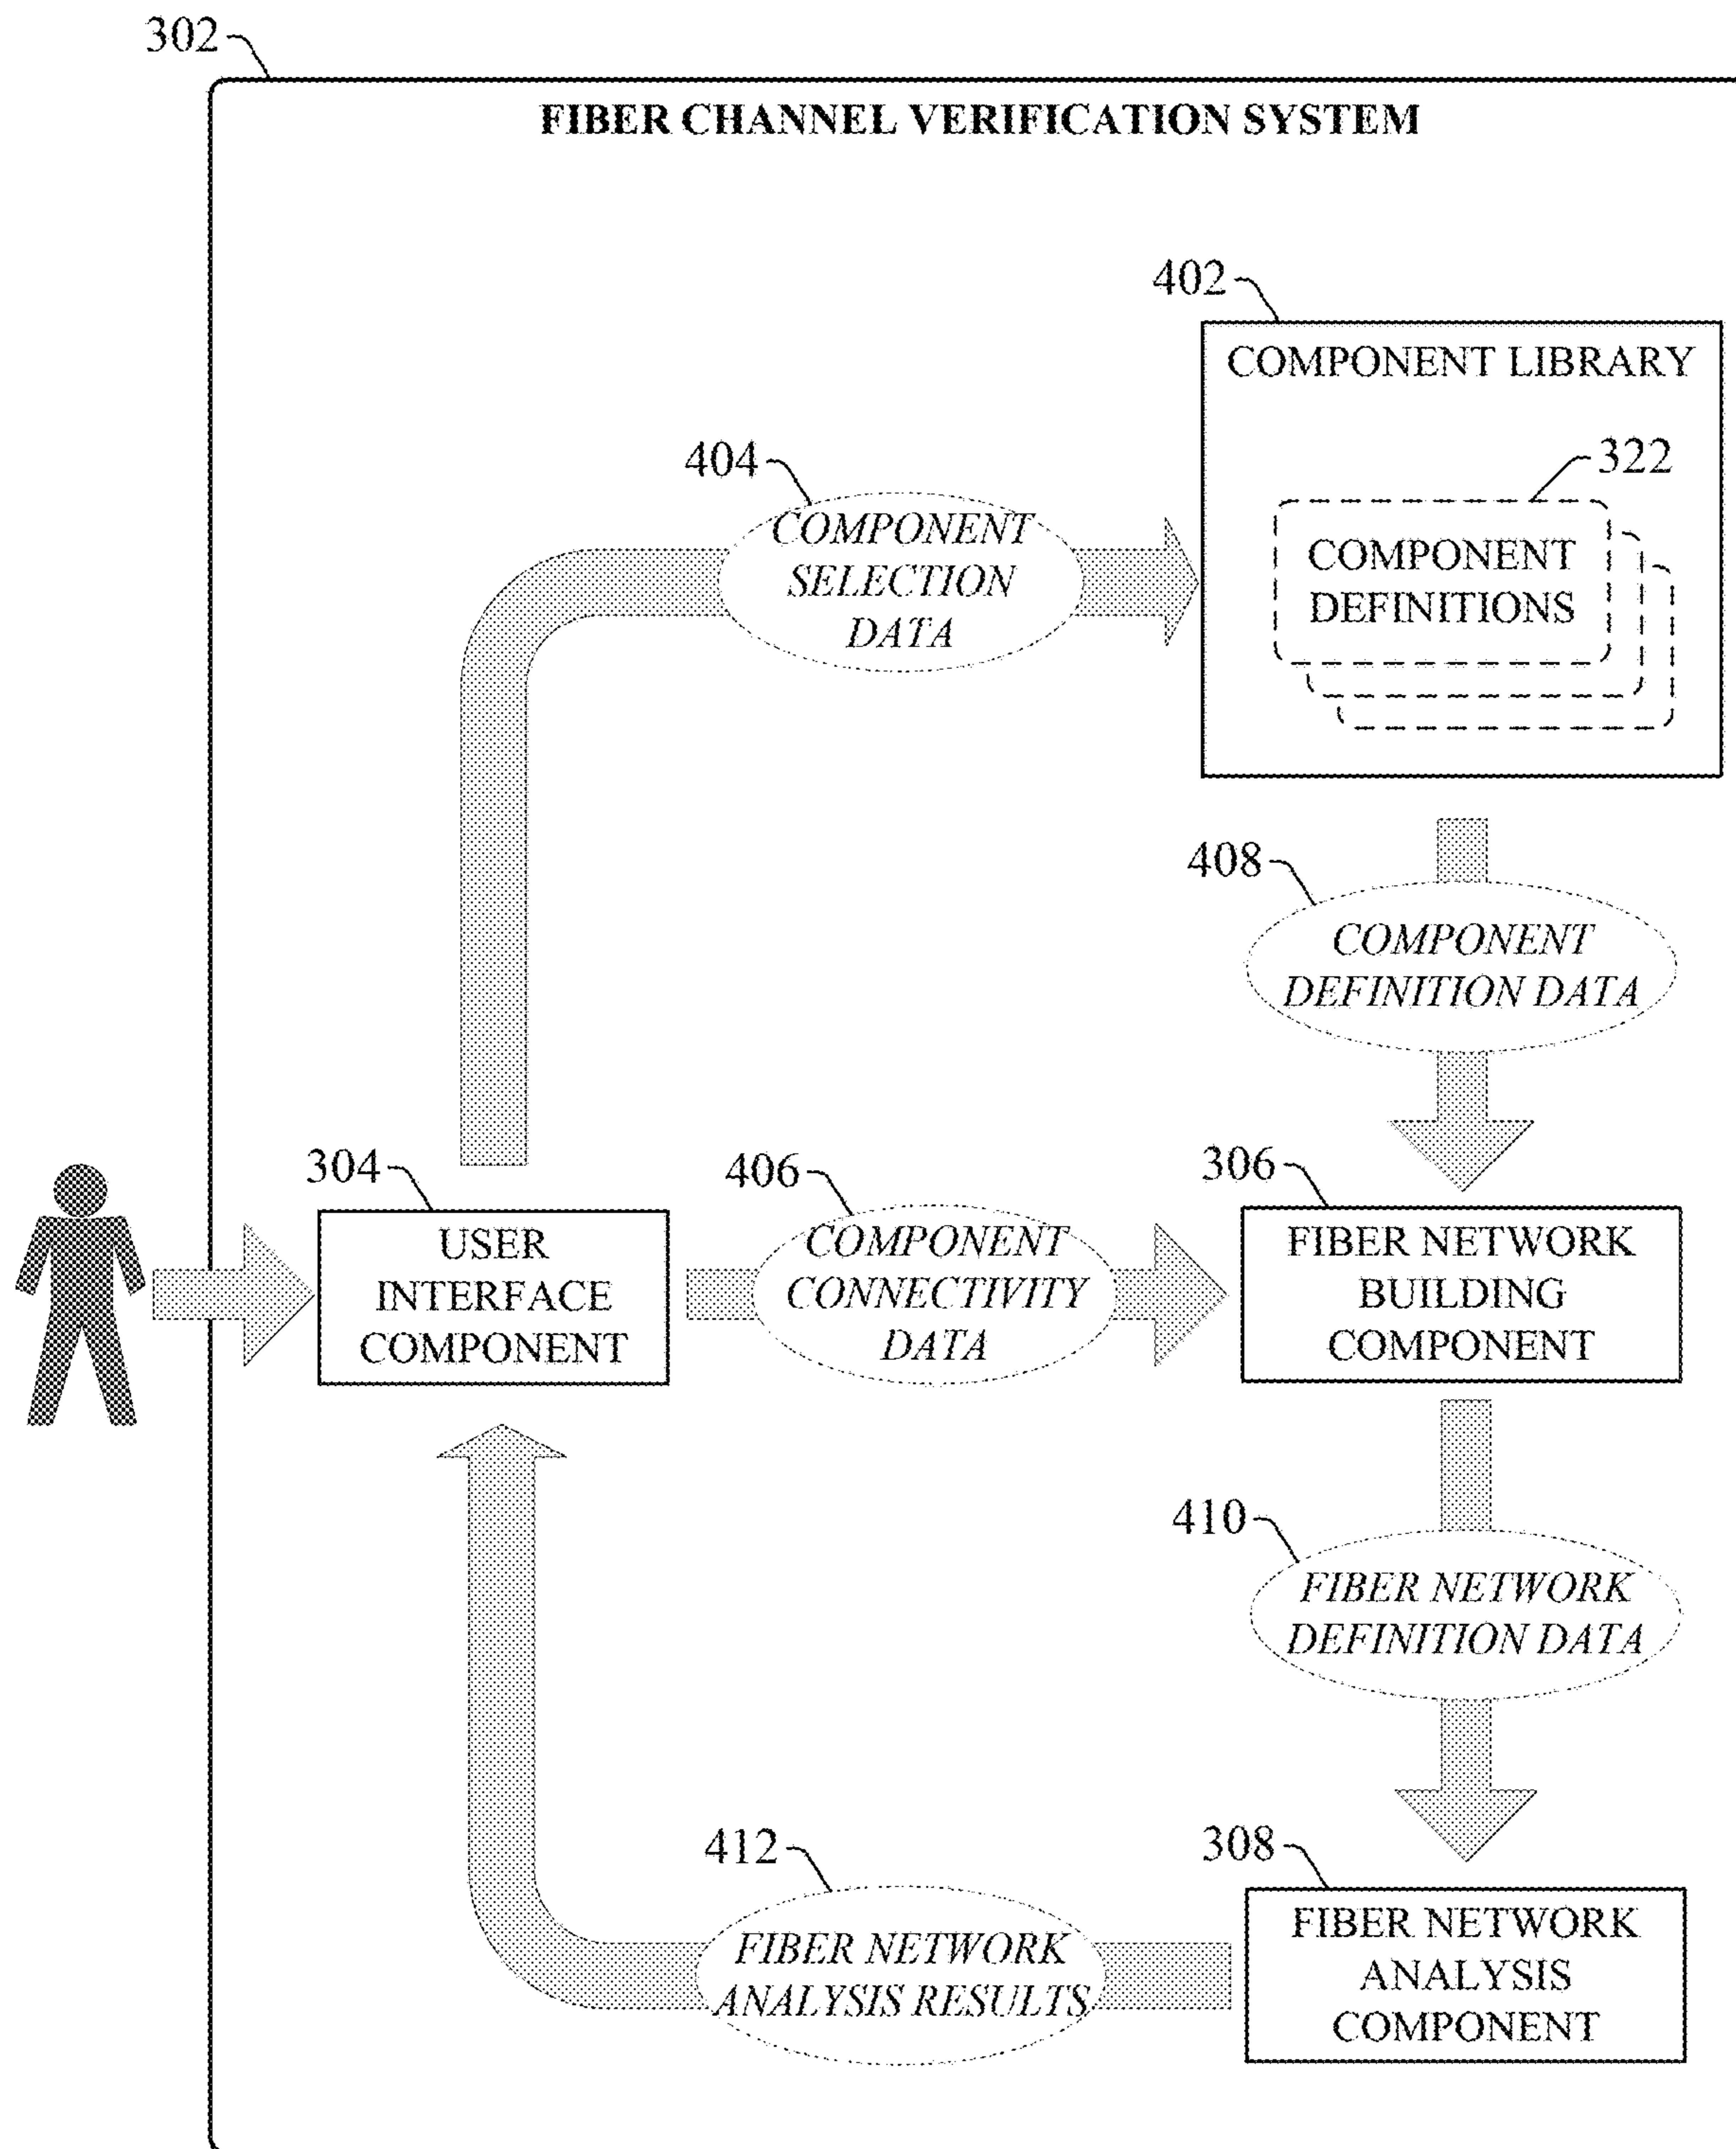 302
FIBER CHANNEL VERIFICATION SYSTEM
402
COMPONENT LIBRARY
322
COMPONENT
DEFINITIONS
404
COMPONENT
SELECTION
DATA
408
COMPONENT
DEFINITION DATA
304
USER
INTERFACE
COMPONENT
406
COMPONENT
CONNECTIVITY
DATA
306
FIBER NETWORK
BUILDING
COMPONENT
410
FIBER NETWORK
DEFINITION DATA
412
FIBER NETWORK
ANALYSIS RESULTS
308
FIBER NETWORK
ANALYSIS
COMPONENT